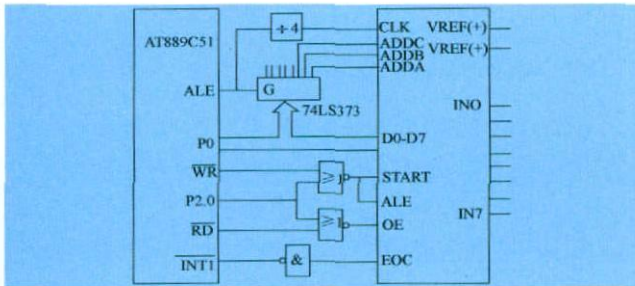 AT889C51
÷4
CLK
VREF(+)
VREF(+)
ADDC
ADDB
ADDA
ALE
G
74LS373
INO
P0
D0-D7
WR
≥1
START
P2.0
ALE
IN7
RD
≥1
OE
INT1
&
EOC